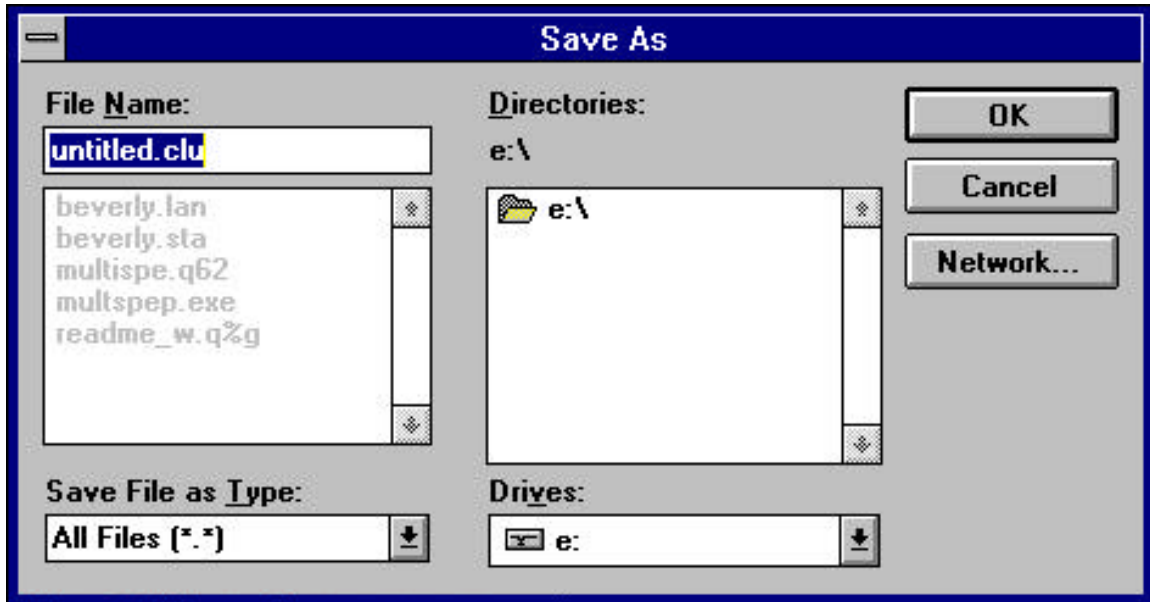 Save As
File Name:
untitled.clu
beverly.lan
beverly.sta
multispe.q62
multspep.exe
readme_w.q%g
Save File as Type:
All Files (*.*)
Directories:
e:\
e:\
Drives:
e:
OK
Cancel
Network...